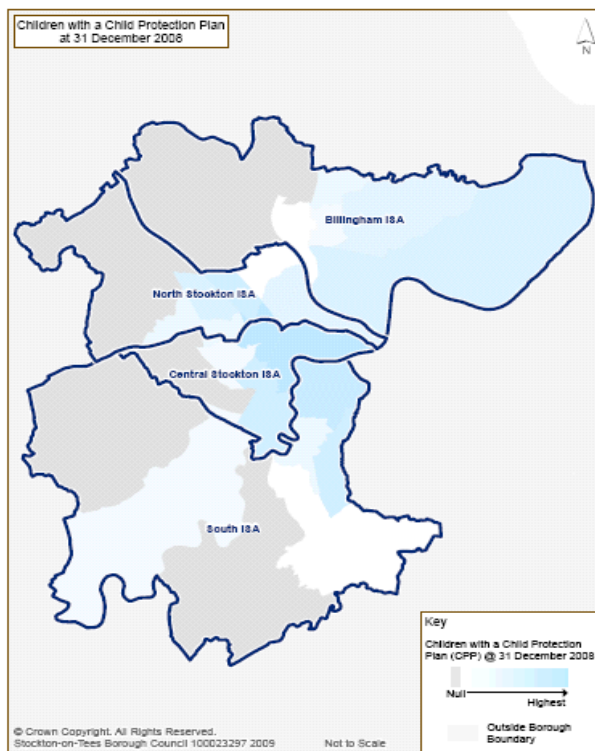 Children with a Child Protection Plan
at 31 December 2008
N
Billingham ISA
North Stockton ISA
Central Stockton ISA
South ISA
Key
Children with a Child Protection
Plan (CPP) @ 31 December 2008
Null
Highest
Outside Borough
Boundary
© Crown Copyright. All Rights Reserved.
Stockton-on-Tees Borough Council 100023297 2009
Not to Scale